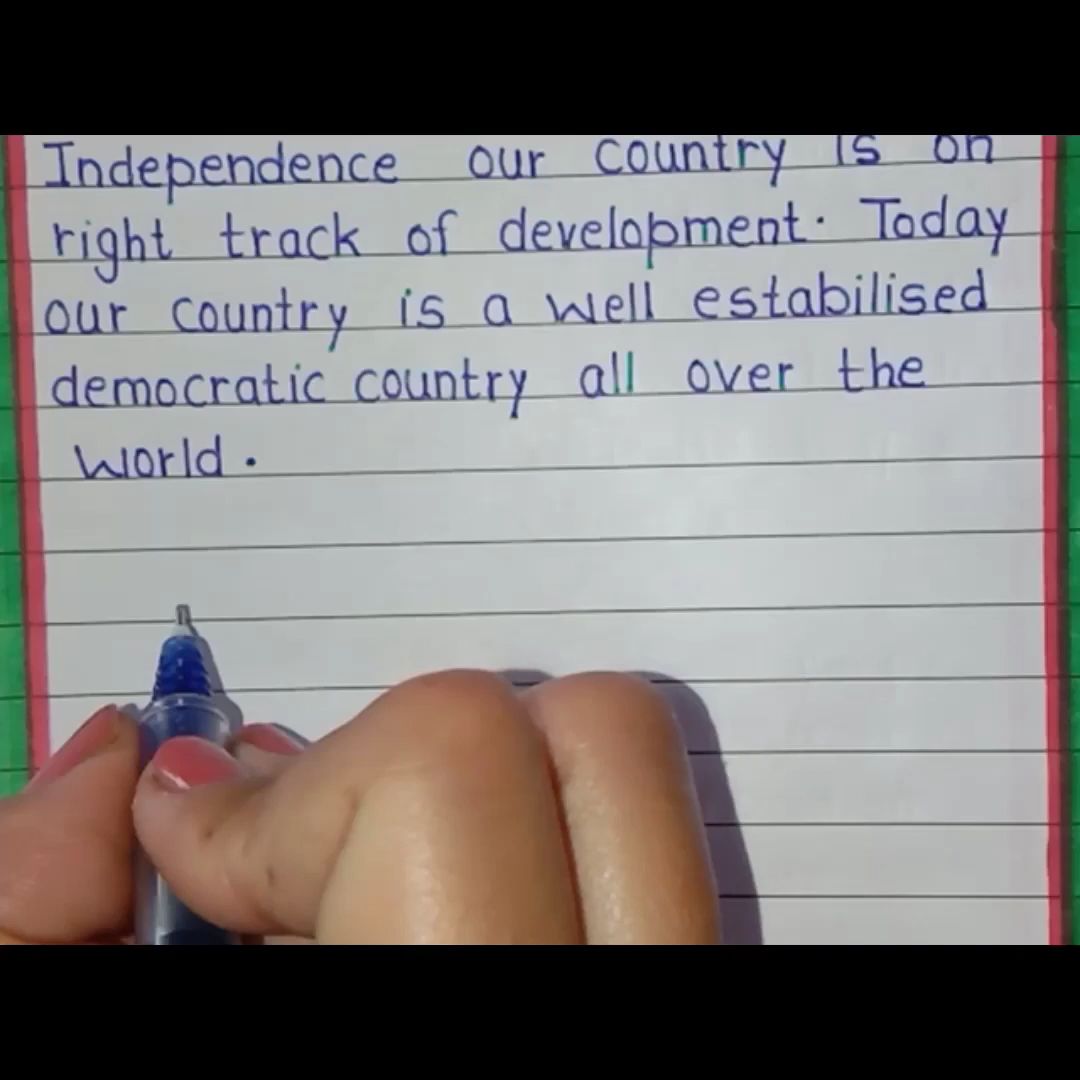 Independence our country is on
right track of development. Today
our country is a well estabilised
democratic country all over the
world.